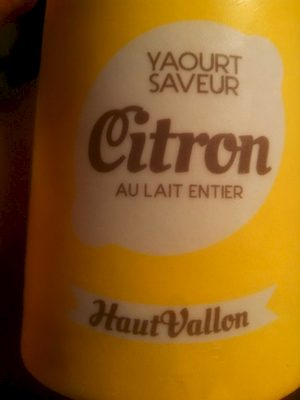 YAOURT
SAVEUR
Citron
AU LAIT ENTIER
HautVallon